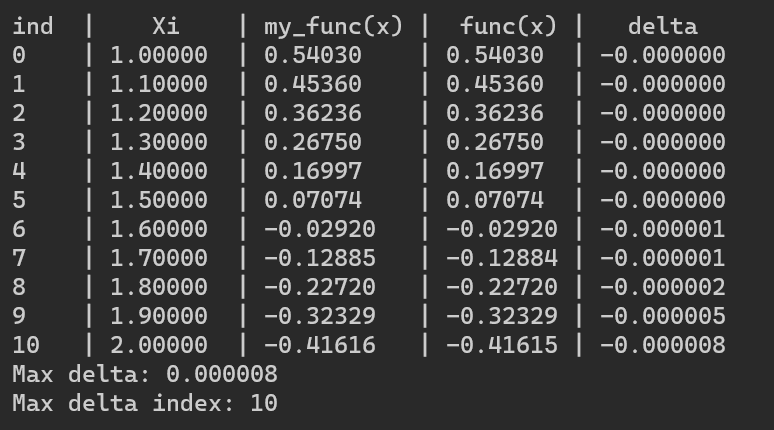 ind  |    Xi    | my_func(x) |  func(x) |   delta
0    | 1.00000  | 0.54030    | 0.54030  | -0.000000
1    | 1.10000  | 0.45360    | 0.45360  | -0.000000
2    | 1.20000  | 0.36236    | 0.36236  | -0.000000
3    | 1.30000  | 0.26750    | 0.26750  | -0.000000
4    | 1.40000  | 0.16997    | 0.16997  | -0.000000
5    | 1.50000  | 0.07074    | 0.07074  | -0.000000
6    | 1.60000  | -0.02920   | -0.02920 | -0.000001
7    | 1.70000  | -0.12885   | -0.12884 | -0.000001
8    | 1.80000  | -0.22720   | -0.22720 | -0.000002
9    | 1.90000  | -0.32329   | -0.32329 | -0.000005
10   | 2.00000  | -0.41616   | -0.41615 | -0.000008
Max delta: 0.000008
Max delta index: 10